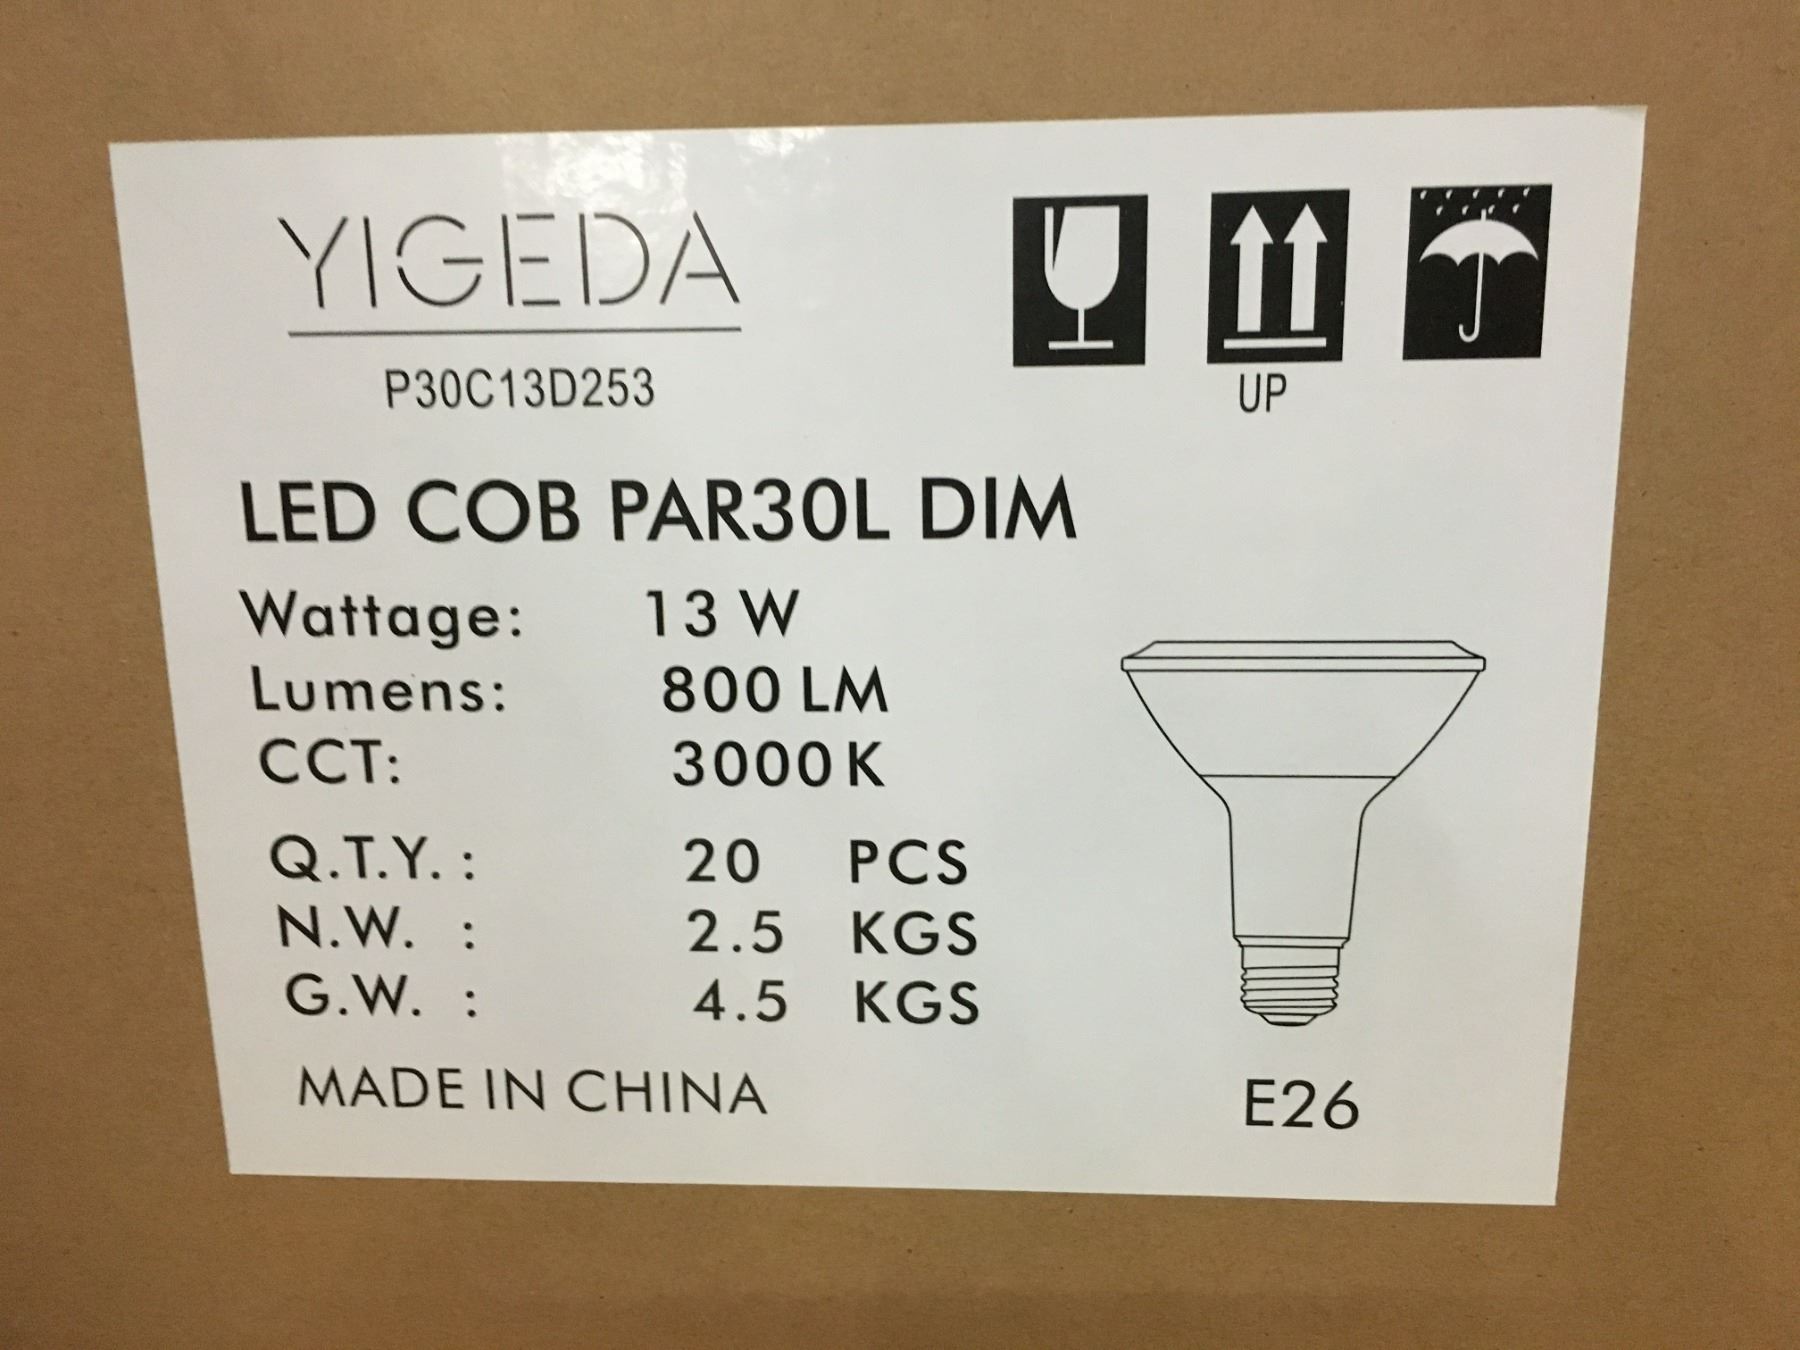 YIGEDA
P30C13D253
UP
LED COB PAR30L DIM
Wattage: 13 W
Lumens: 800 LM
CCT: 3000K
Q.T.Y. : 20 PCS
N.W. : 2.5 KGS
G.W. : 4.5 KGS
MADE IN CHINA
E26